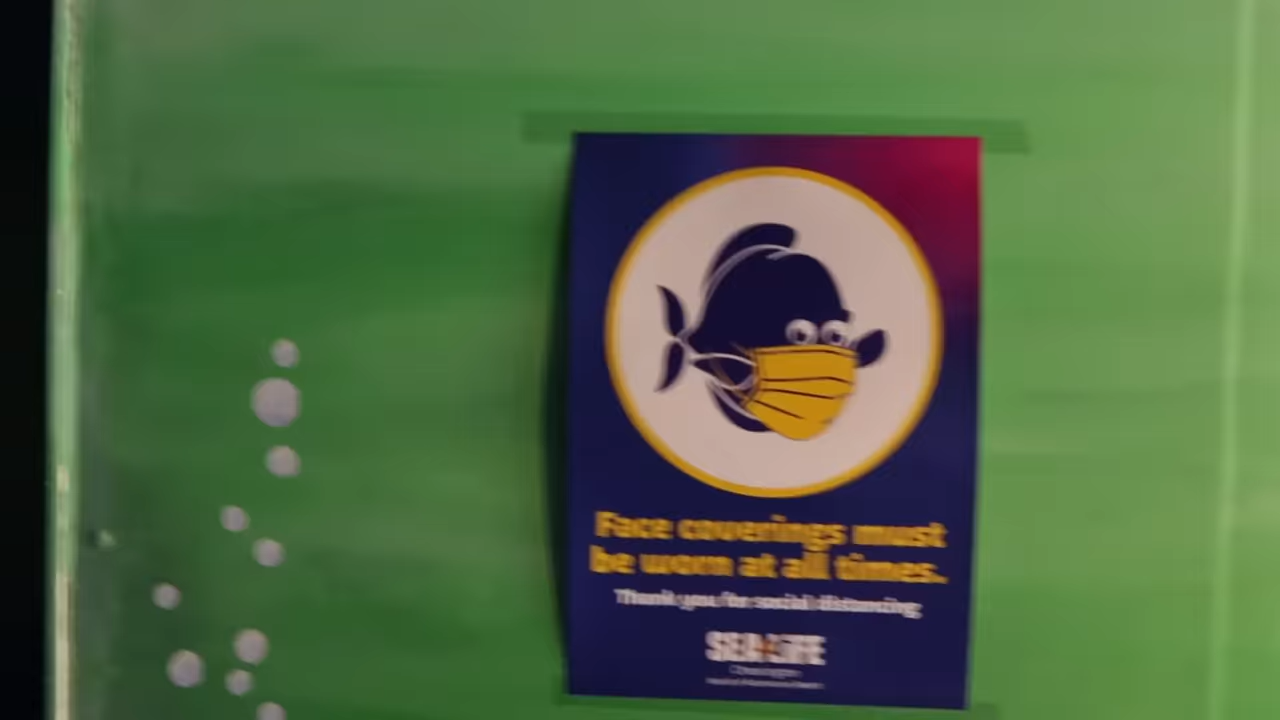 Face coverings must
be worn at all times.
Thank you for social distancing
SEA LIFE